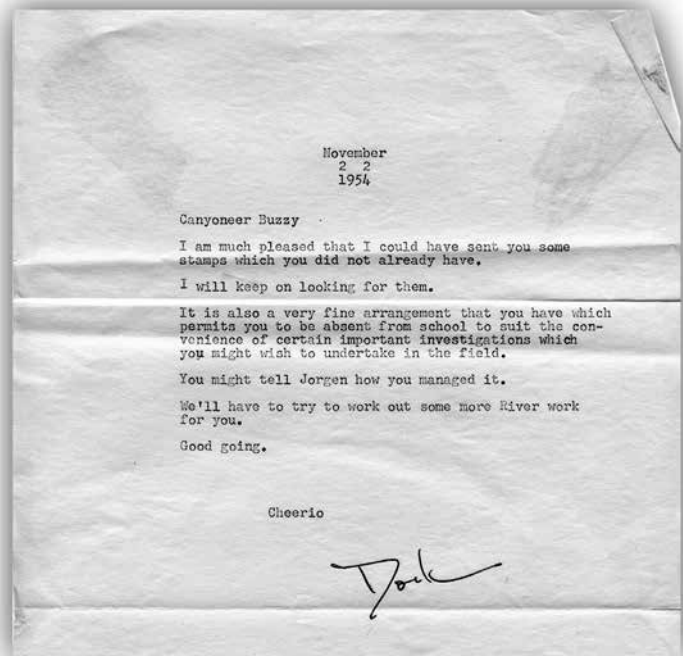 November
2 2
1954
Canyoneer Buzzy
I am much pleased that I could have sent you some
stamps which you did not already have.
I will keep on looking for them.
It is also a very fine arrangement that you have which
permits you to be absent from school to suit the con-
venience of certain important investigations which
you might wish to undertake in the field.
You might tell Jorgen how you managed it.
We'll have to try to work out some more River work
for you.
Good going.
Cheerio
Dock